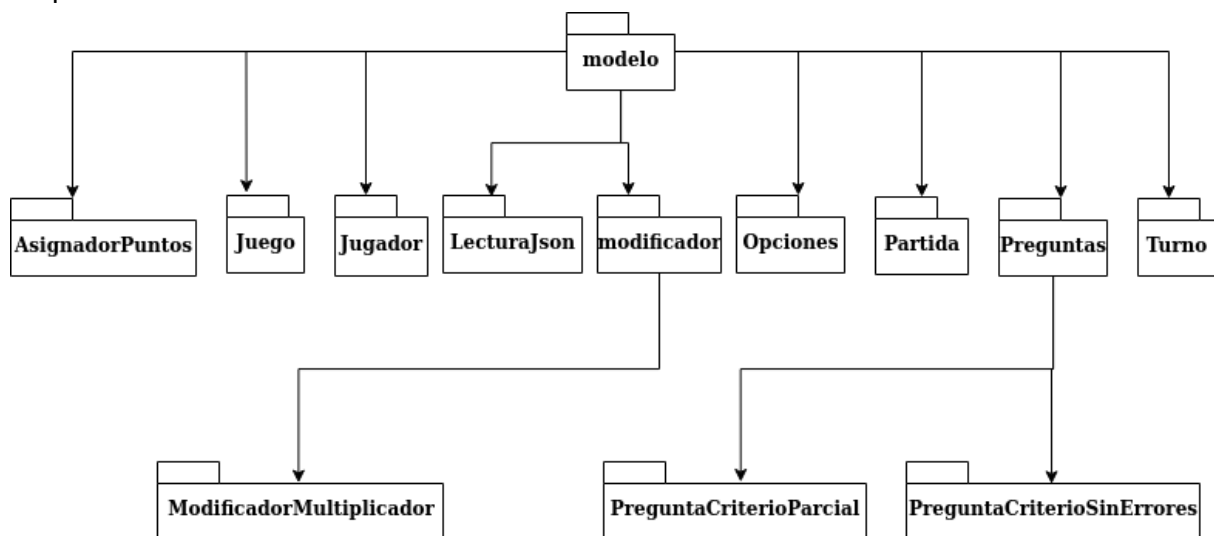 modelo
AsignadorPuntos
Juego
Jugador
LecturaJson
modificador
Opciones
Partida
Preguntas
Turno
ModificadorMultiplicador
PreguntaCriterioParcial
PreguntaCriterioSinErrores